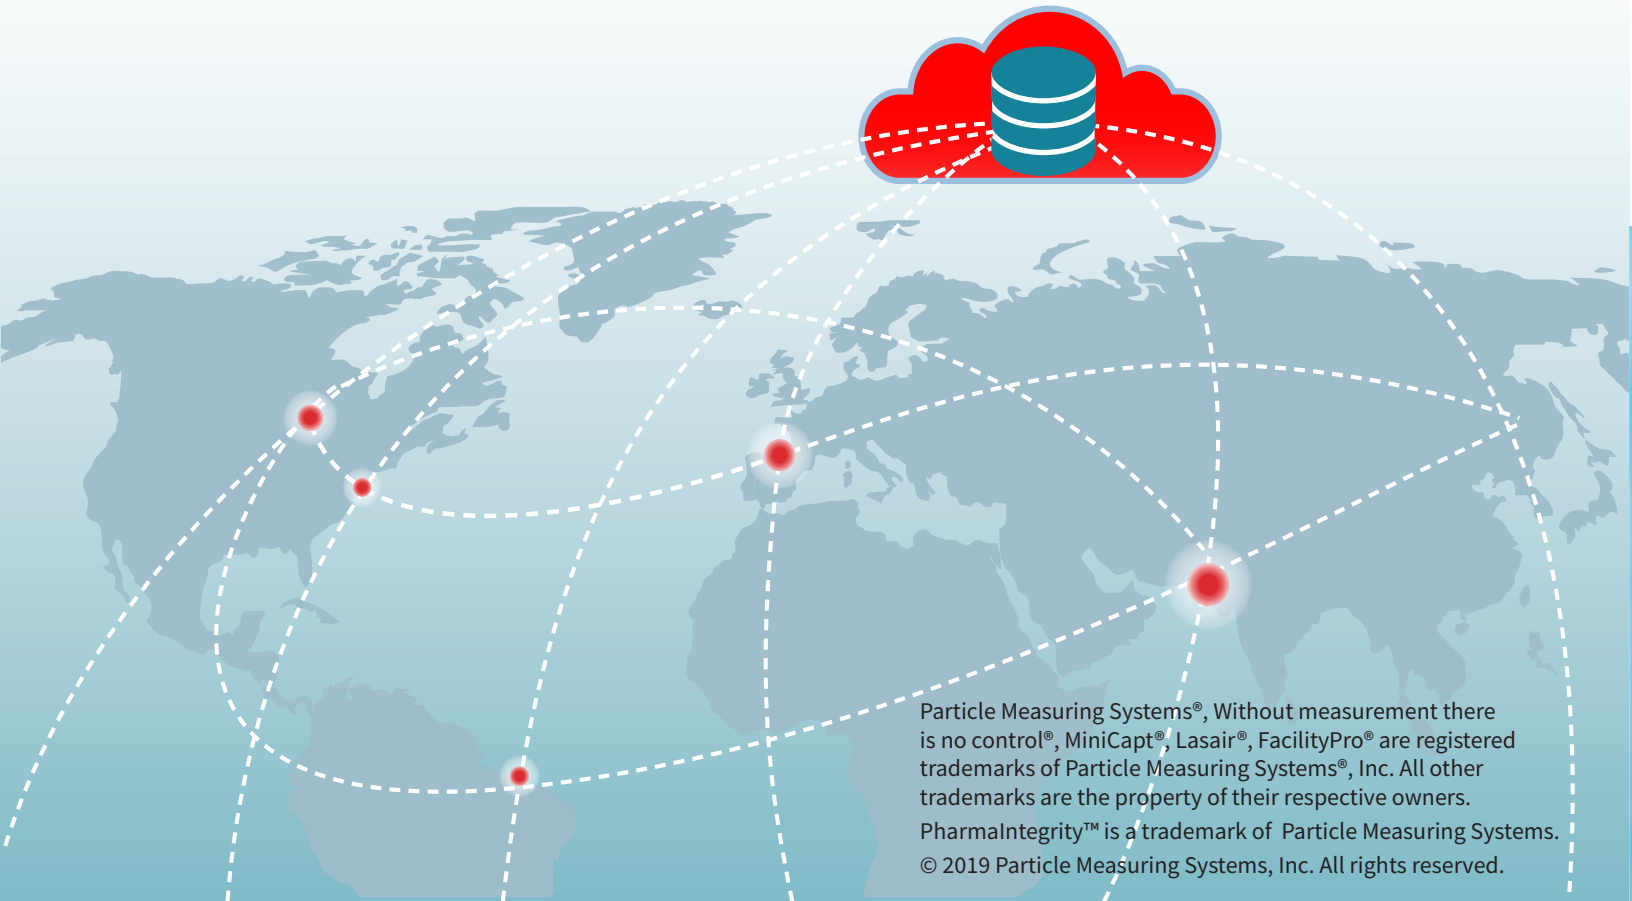 Particle Measuring Systems®, Without measurement there
is no control®, MiniCapt®, Lasair®, FacilityPro® are registered
trademarks of Particle Measuring Systems®, Inc. All other
trademarks are the property of their respective owners.
PharmaIntegrity™ is a trademark of  Particle Measuring Systems.
© 2019 Particle Measuring Systems, Inc. All rights reserved.